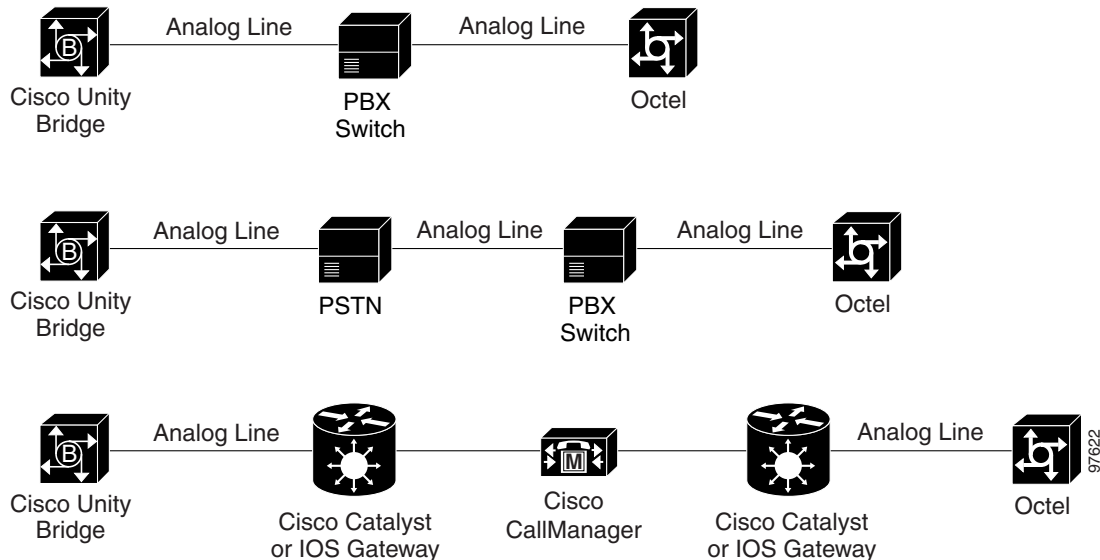 Analog Line
Analog Line
B
Cisco Unity
Bridge
PBX
Switch
Octel
Analog Line
Analog Line
Analog Line
B
Cisco Unity
Bridge
PSTN
PBX
Switch
Octel
Analog Line
Analog Line
B
M
Cisco Unity
Bridge
Cisco Catalyst
or IOS Gateway
Cisco
CallManager
Cisco Catalyst
or IOS Gateway
Octel
97622